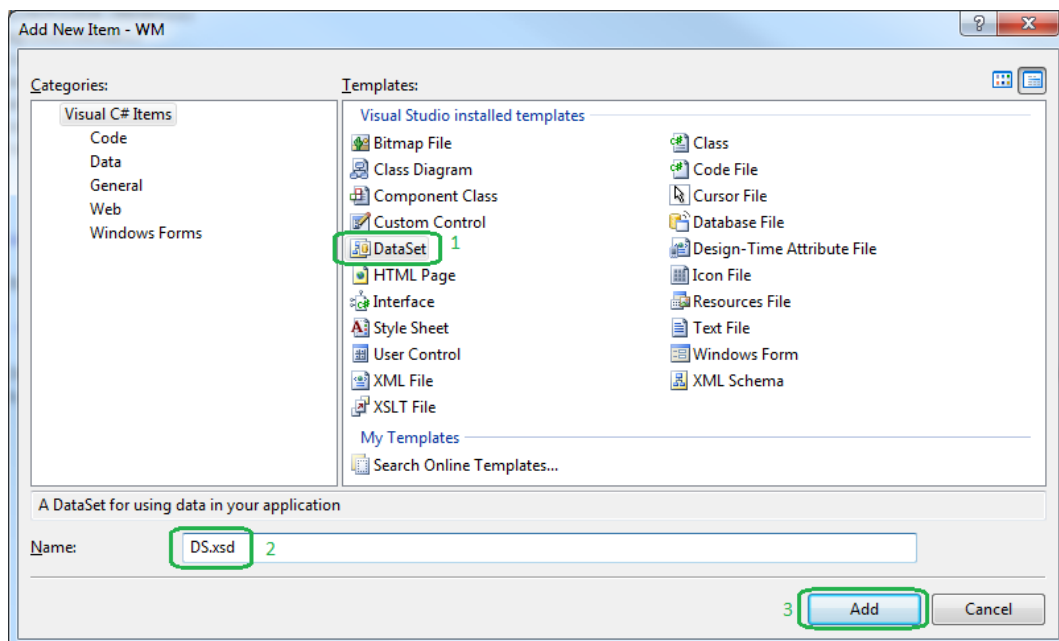 Add New Item - WM
?
Categories:
Templates:
Visual C# Items
Code
Data
General
Web
Windows Forms
Visual Studio installed templates
Bitmap File
Class Diagram
Component Class
Custom Control
DataSet 1
HTML Page
Interface
Style Sheet
User Control
XML File
XSLT File
Class
Code File
Cursor File
Database File
Design-Time Attribute File
Icon File
Resources File
Text File
Windows Form
XML Schema
My Templates
Search Online Templates...
A DataSet for using data in your application
Name: DS.xsd 2
3 Add Cancel